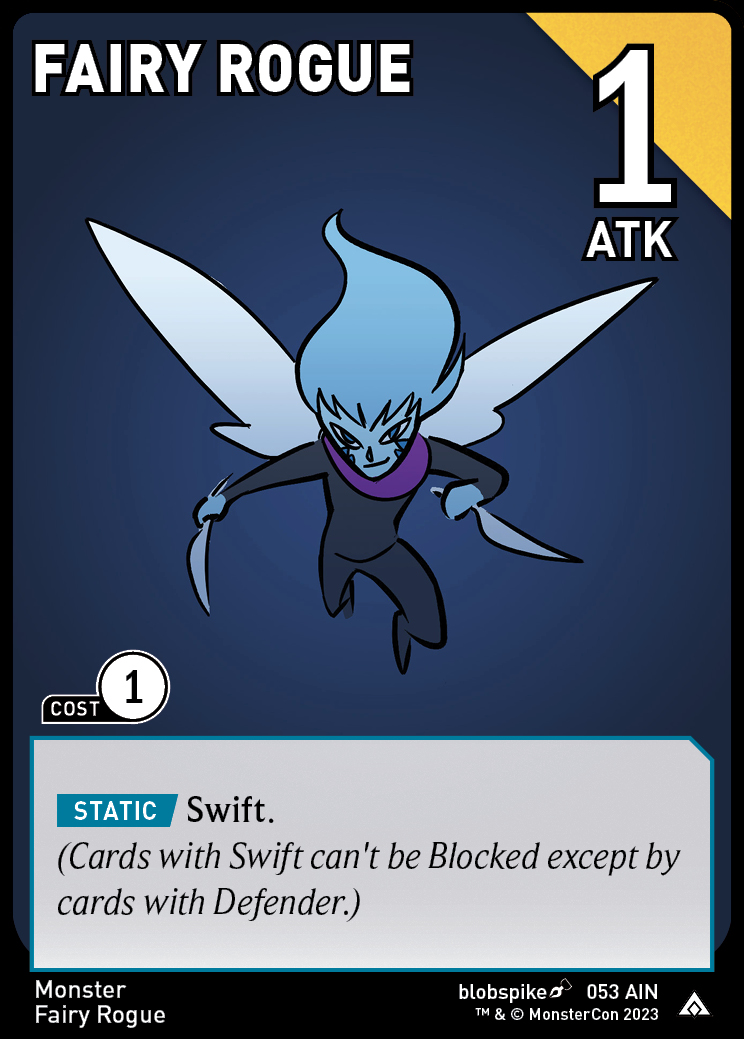 FAIRY ROGUE
1
ATK
COST 1
STATIC Swift.
(Cards with Swift can't be Blocked except by
cards with Defender.)
Monster
Fairy Rogue
blobspike 053 AIN
™ & © MonsterCon 2023